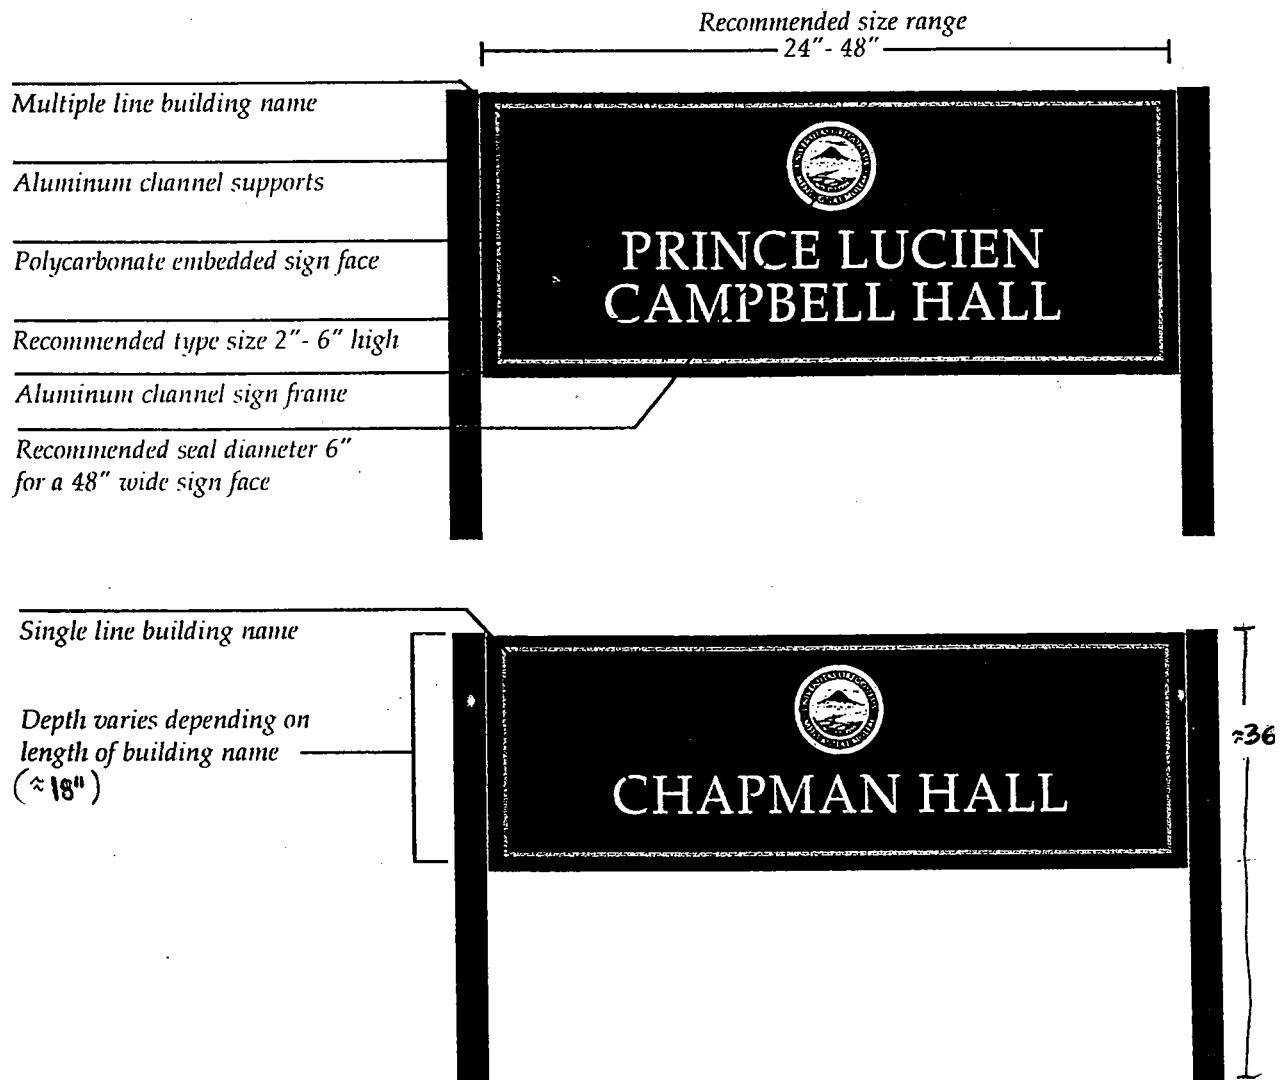 Recommended size range
24"- 48"
Multiple line building name
Aluminum channel supports
Polycarbonate embedded sign face
Recommended type size 2"- 6" high
Aluminum channel sign frame
Recommended seal diameter 6"
for a 48" wide sign face
PRINCE LUCIEN
CAMPBELL HALL
Single line building name
Depth varies depending on
length of building name
(≈ 18")
CHAPMAN HALL
≈36